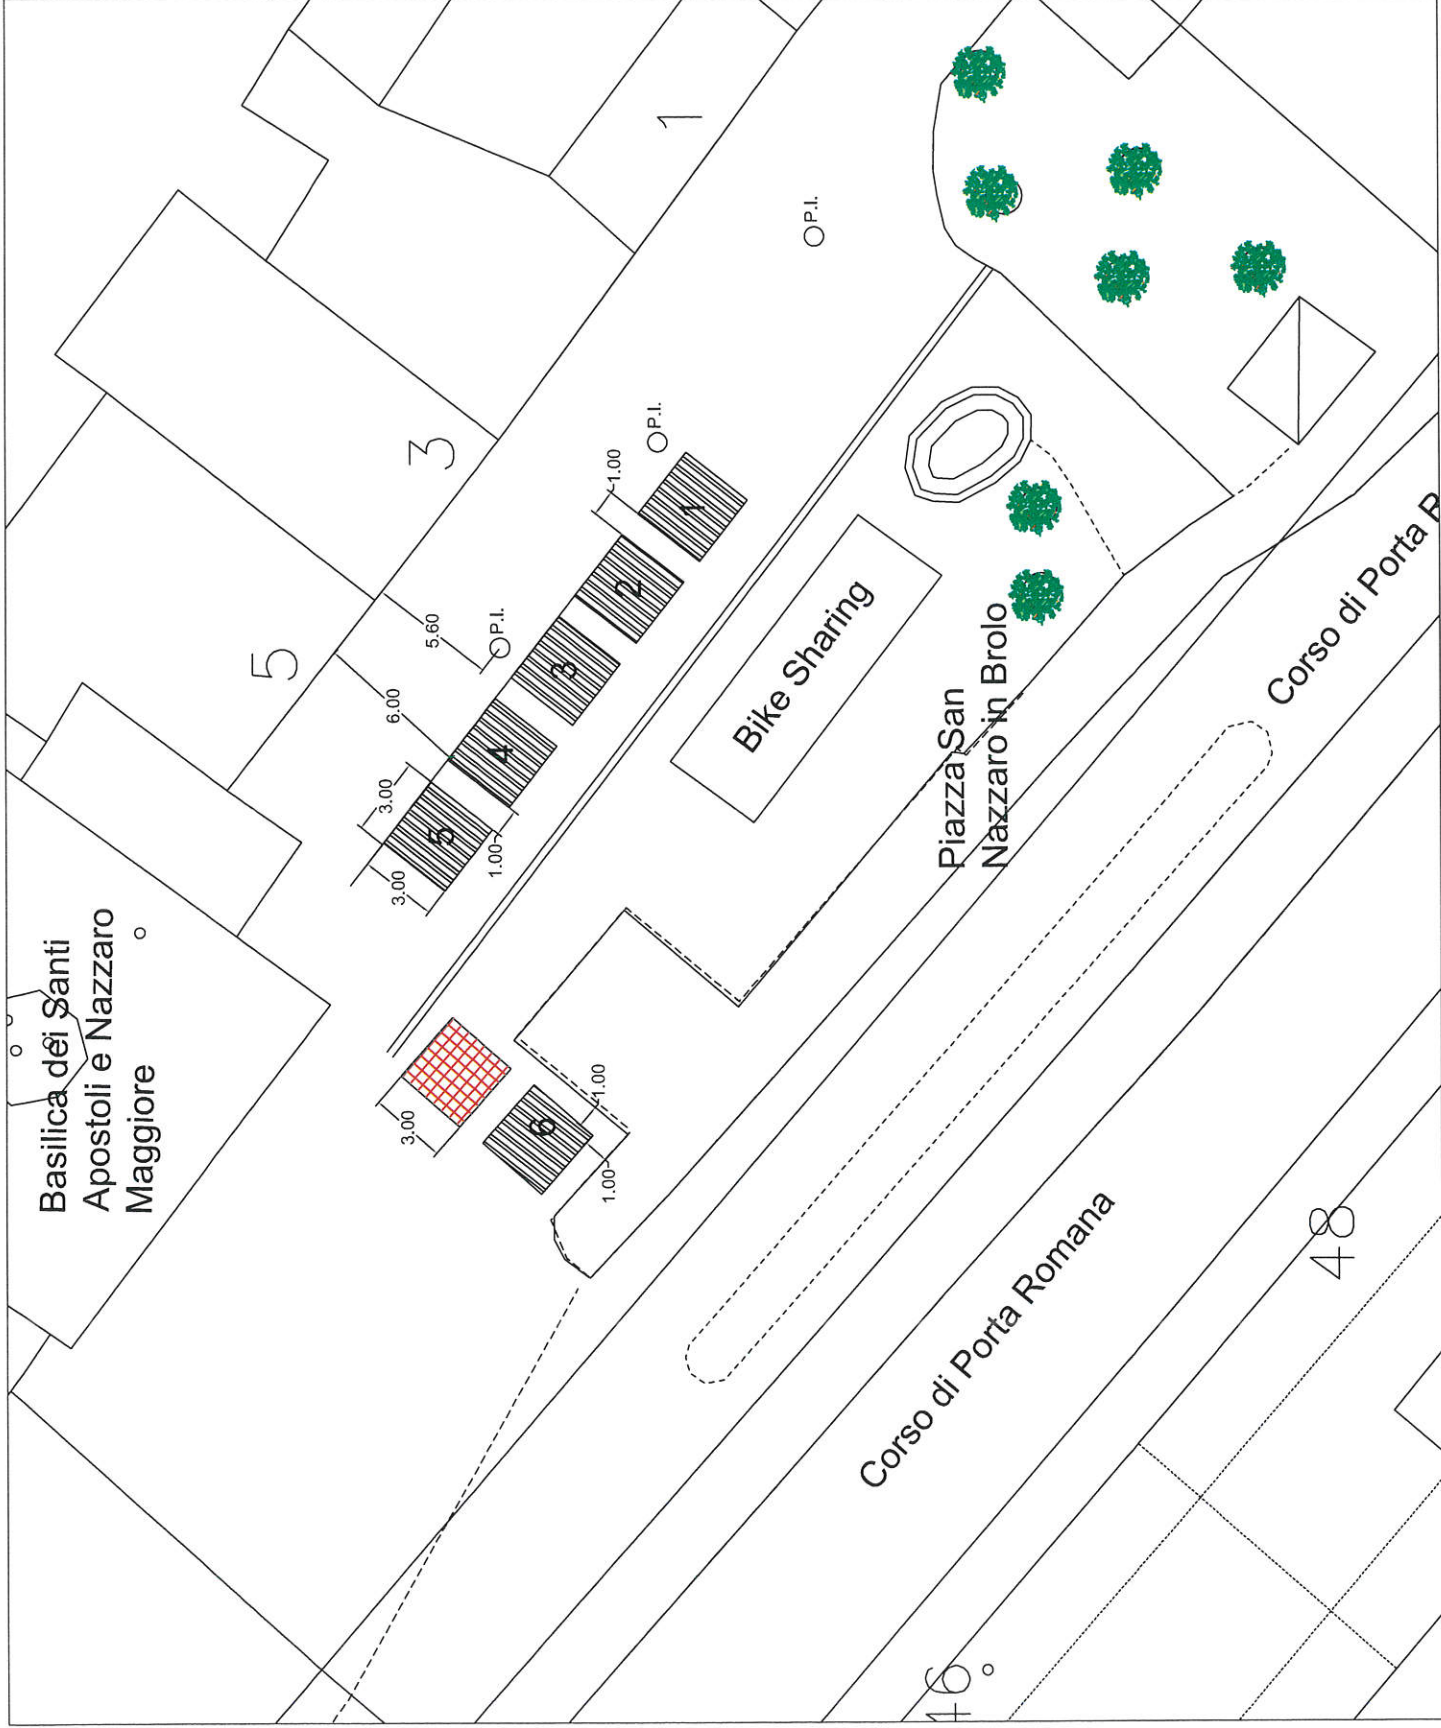 Basilica dei Santi
Apostoli e Nazzaro
Maggiore
1
3
5
P.I.
P.I.
P.I.
1.00
5.60
6.00
3.00
3.00
1.00
1
2
3
4
5
3.00
6
1.00
1.00
Bike Sharing
Piazza San
Nazzaro in Brolo
Corso di Porta R
Corso di Porta Romana
48
46